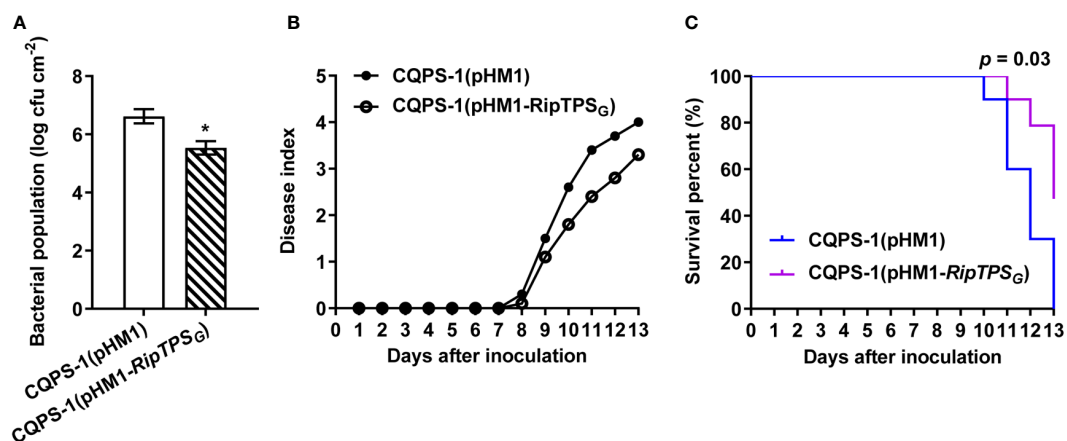 A
Bacterial population (log cfu cm⁻²)
8
6
4
2
0
*
CQPS-1(pHM1)
CQPS-1(pHM1-RipTPS_G)
B
Disease index
5
4
3
2
1
0
CQPS-1(pHM1)
CQPS-1(pHM1-RipTPS_G)
0 1 2 3 4 5 6 7 8 9 10 11 12 13
Days after inoculation
C
p = 0.03
Survival percent (%)
100
80
60
40
20
0
CQPS-1(pHM1)
CQPS-1(pHM1-RipTPS_G)
0 1 2 3 4 5 6 7 8 9 10 11 12 13
Days after inoculation